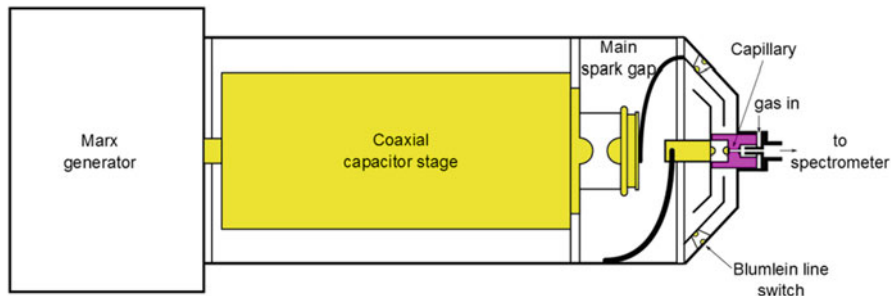 Marx
generator
Coaxial
capacitor stage
Main
spark gap
Capillary
gas in
to
spectrometer
Blumlein line
switch